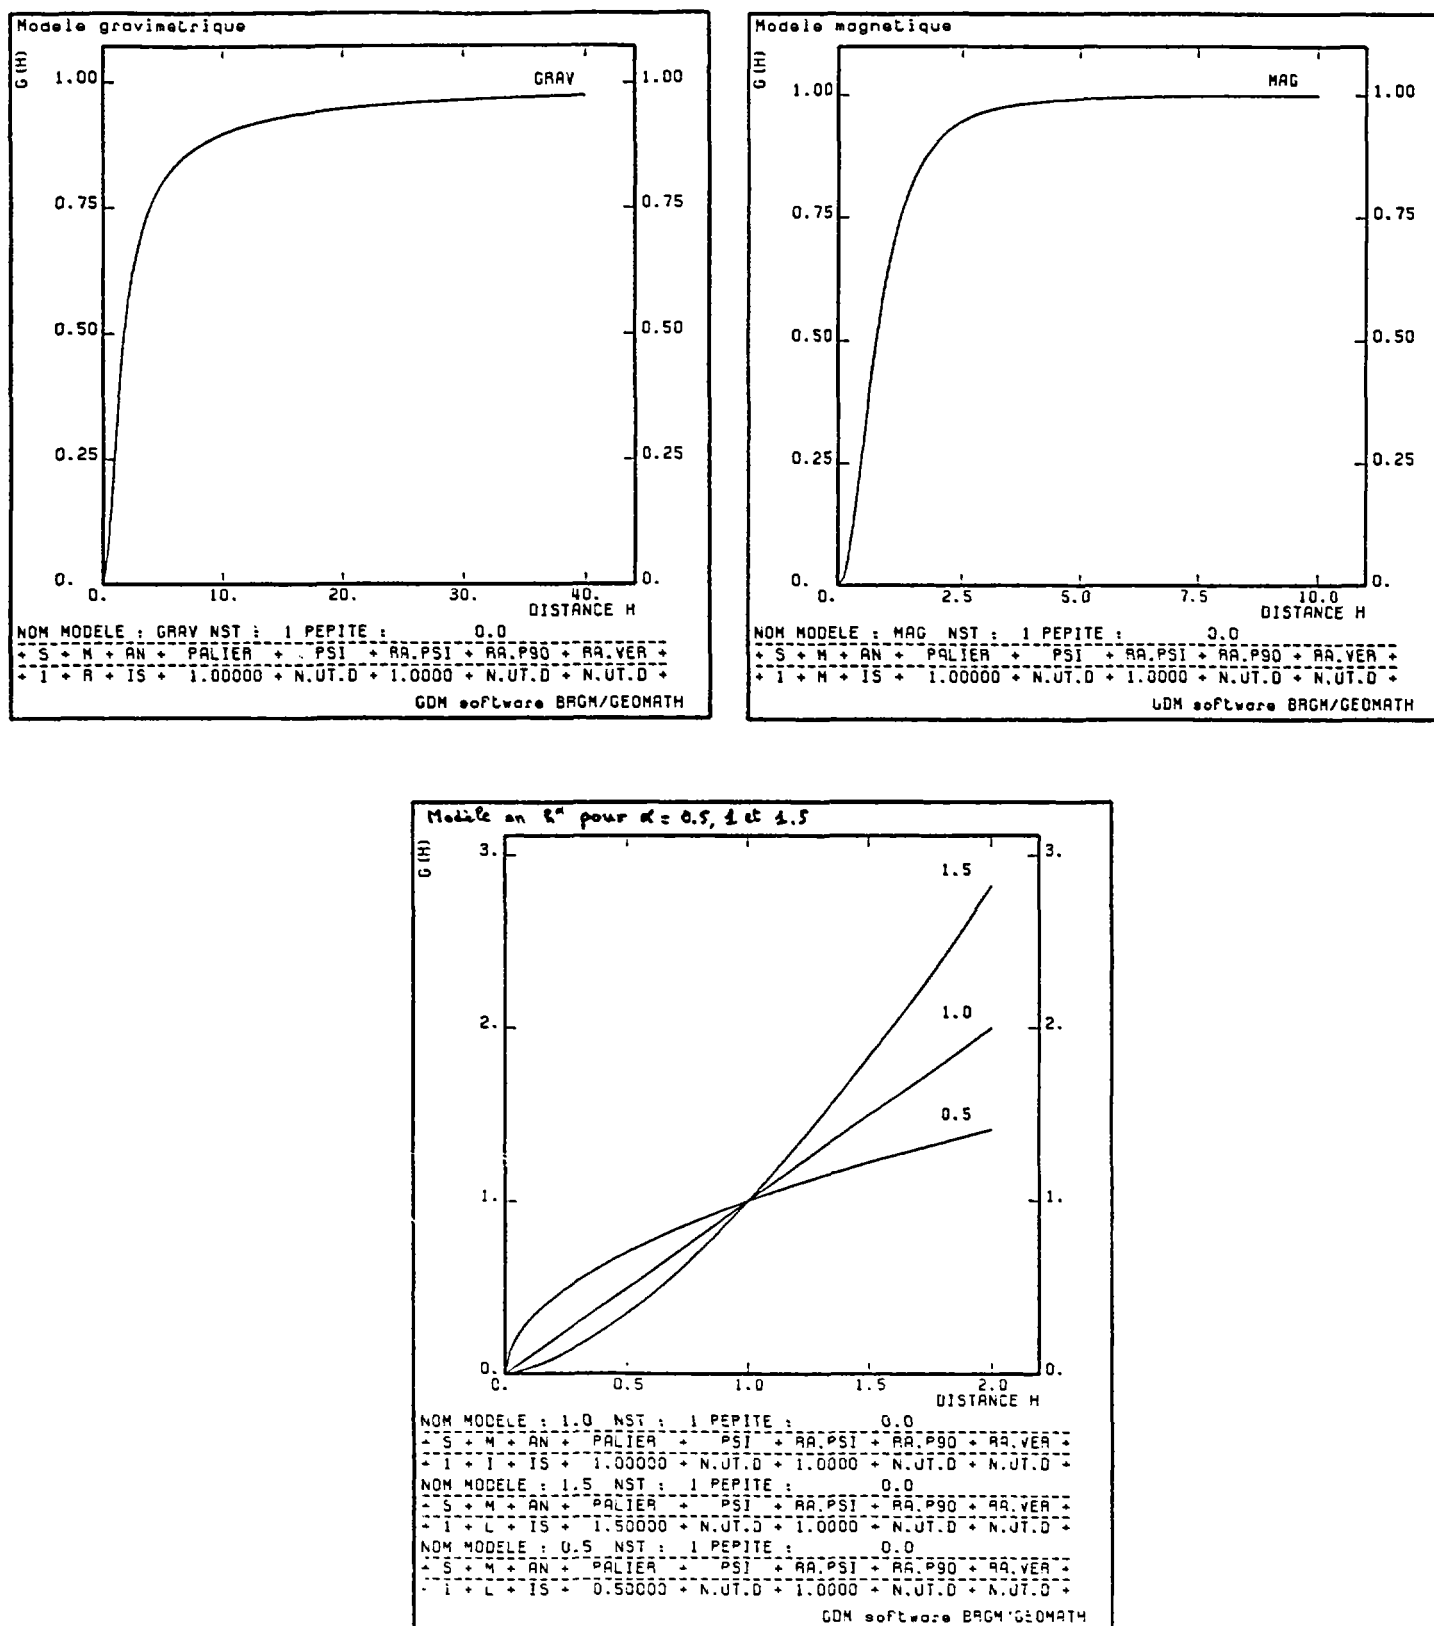 Modele gravimetrique
G(H)
GRAV
1.00 1.00
0.75 0.75
0.50 0.50
0.25 0.25
0. 0.
0. 10. 20. 30. 40.
DISTANCE H
NOM MODELE : GRAV NST : 1 PEPITE : 0.0
+ S + M + AN + PALIER + PSI + RA.PSI + RA.P90 + RA.VER +
+ 1 + R + IS + 1.00000 + N.UT.D + 1.0000 + N.UT.D + N.UT.D +
GDM software BRGM/GEOMATH
Modele magnetique
G(H)
MAG
1.00 1.00
0.75 0.75
0.50 0.50
0.25 0.25
0. 0.
0. 2.5 5.0 7.5 10.0
DISTANCE H
NOM MODELE : MAG NST : 1 PEPITE : 0.0
+ S + M + AN + PALIER + PSI + RA.PSI + RA.P90 + RA.VER +
+ 1 + M + IS + 1.00000 + N.UT.D + 1.0000 + N.UT.D + N.UT.D +
GDM software BRGM/GEOMATH
Modèle en h^α pour α = 0.5, 1 et 1.5
G(H)
3. 3.
1.5
2. 2.
1.0
0.5
1. 1.
0. 0.
0. 0.5 1.0 1.5 2.0
DISTANCE H
NOM MODELE : 1.0 NST : 1 PEPITE : 0.0
+ S + M + AN + PALIER + PSI + RA.PSI + RA.P90 + RA.VER +
+ 1 + I + IS + 1.00000 + N.UT.D + 1.0000 + N.UT.D + N.UT.D +
NOM MODELE : 1.5 NST : 1 PEPITE : 0.0
+ S + M + AN + PALIER + PSI + RA.PSI + RA.P90 + RA.VER +
+ 1 + L + IS + 1.50000 + N.UT.D + 1.0000 + N.UT.D + N.UT.D +
NOM MODELE : 0.5 NST : 1 PEPITE : 0.0
+ S + M + AN + PALIER + PSI + RA.PSI + RA.P90 + RA.VER +
+ 1 + L + IS + 0.50000 + N.UT.D + 1.0000 + N.UT.D + N.UT.D +
GDM software BRGM/GEOMATH